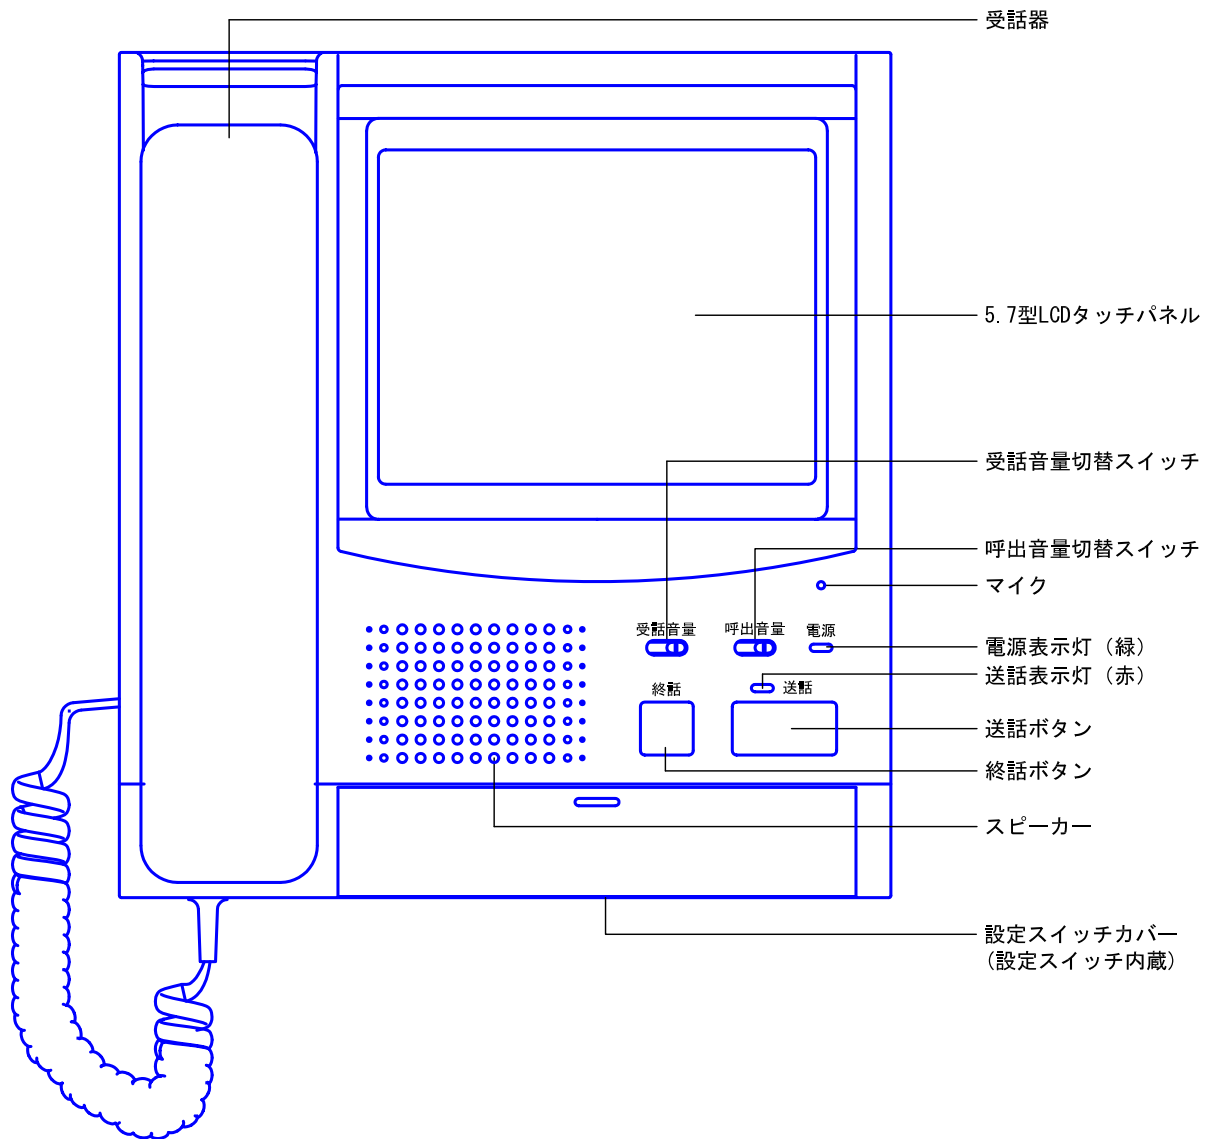 受話器
5.7型LCDタッチパネル
受話音量切替スイッチ
呼出音量切替スイッチ
マイク
受話音量
呼出音量
電源
電源表示灯（緑）
送話表示灯（赤）
終話
送話
送話ボタン
終話ボタン
スピーカー
設定スイッチカバー
（設定スイッチ内蔵）